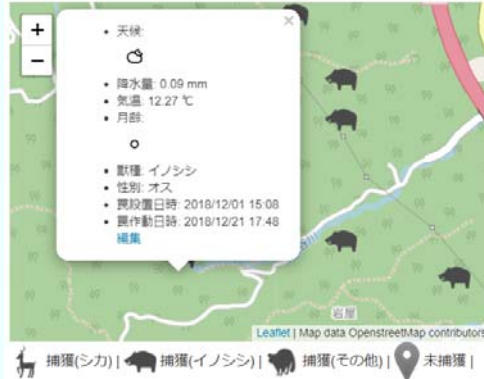 +
−
×
• 天候:
• 降水量: 0.09 mm
• 気温: 12.27 ℃
• 月齢:
• 獣種: イノシシ
• 性別: オス
• 罠設置日時: 2018/12/01 15:08
• 罠作動日時: 2018/12/21 17:48
編集
岩屋
Leaflet | Map data OpenstreetMap contributors
捕獲(シカ) | 捕獲(イノシシ) | 捕獲(その他) | 未捕獲 |